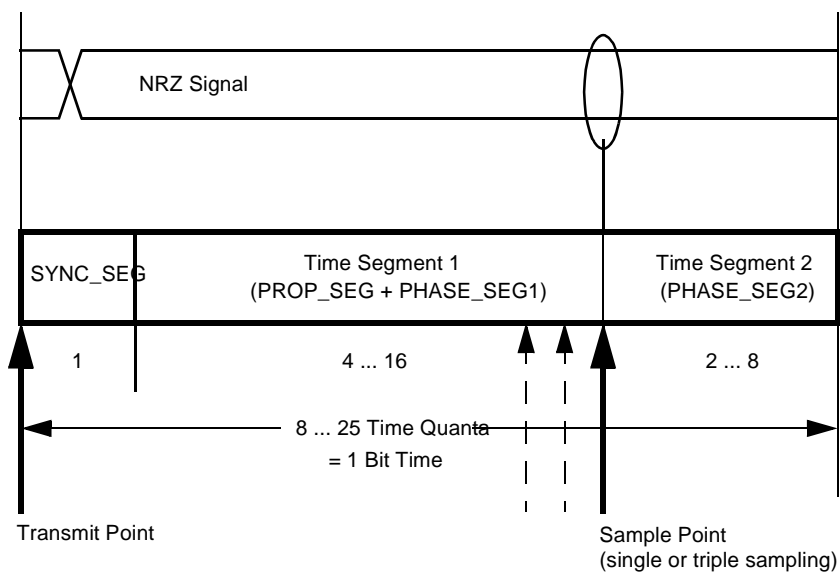 NRZ Signal
SYNC_SEG
Time Segment 1
(PROP_SEG + PHASE_SEG1)
Time Segment 2
(PHASE_SEG2)
1
4 ... 16
2 ... 8
8 ... 25 Time Quanta
= 1 Bit Time
Transmit Point
Sample Point
(single or triple sampling)